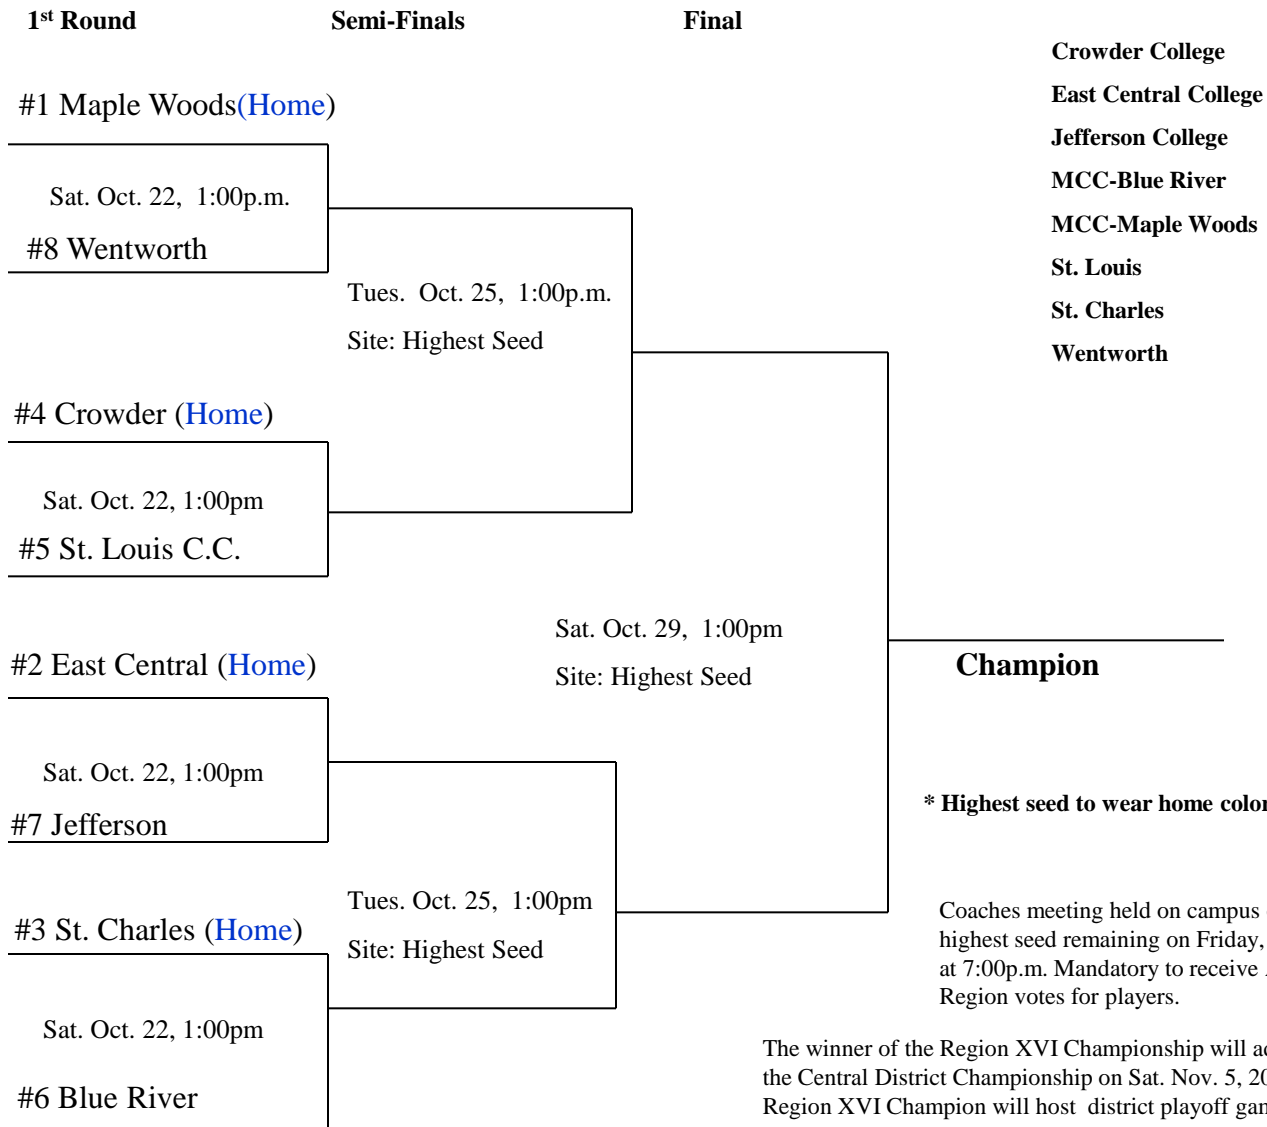 1st Round Semi-Finals Final
#1 Maple Woods(Home)
Sat. Oct. 22, 1:00p.m.
#8 Wentworth
Tues. Oct. 25, 1:00p.m.
Site: Highest Seed
#4 Crowder (Home)
Sat. Oct. 22, 1:00pm
#5 St. Louis C.C.
Sat. Oct. 29, 1:00pm
Site: Highest Seed
#2 East Central (Home)
Sat. Oct. 22, 1:00pm
#7 Jefferson
Tues. Oct. 25, 1:00pm
Site: Highest Seed
#3 St. Charles (Home)
Sat. Oct. 22, 1:00pm
#6 Blue River
Crowder College
East Central College
Jefferson College
MCC-Blue River
MCC-Maple Woods
St. Louis
St. Charles
Wentworth
Champion
* Highest seed to wear home
Coaches meeting held on campus
highest seed remaining on Friday,
at 7:00p.m. Mandatory to receive
Region votes for players.
The winner of the Region XVI Championship will
the Central District Championship on Sat. Nov. 5,
Region XVI Champion will host district playoff